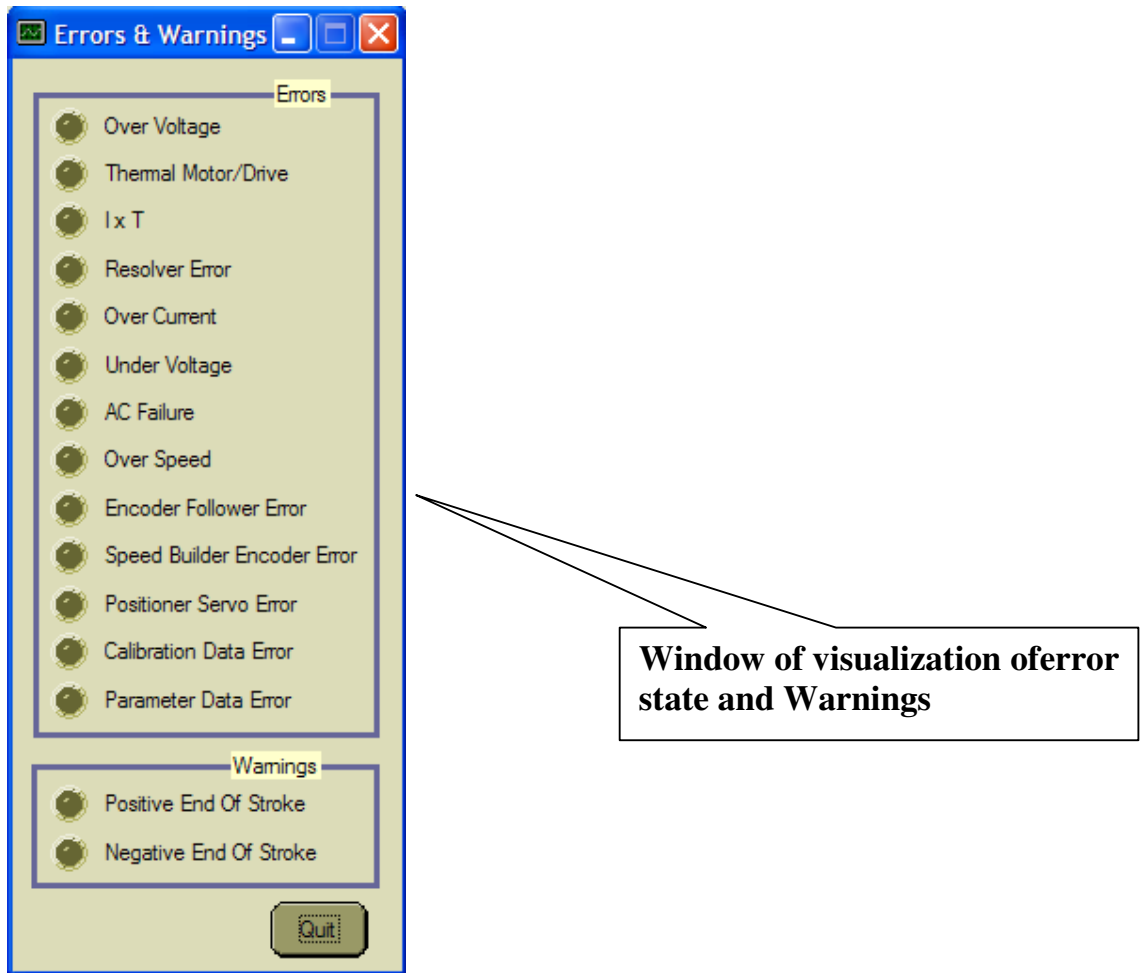 Errors & Warnings
Errors
Over Voltage
Thermal Motor/Drive
I x T
Resolver Error
Over Current
Under Voltage
AC Failure
Over Speed
Encoder Follower Error
Speed Builder Encoder Error
Positioner Servo Error
Calibration Data Error
Parameter Data Error
Warnings
Positive End Of Stroke
Negative End Of Stroke
Quit
Window of visualization oferror
state and Warnings